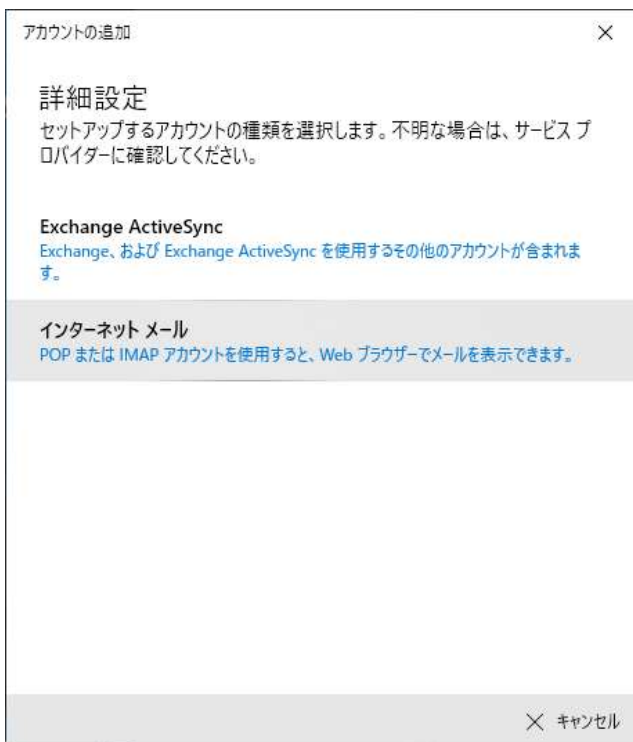 アカウントの追加
詳細設定
セットアップするアカウントの種類を選択します。不明な場合は、サービス プ
ロバイダーに確認してください。
Exchange ActiveSync
Exchange、および Exchange ActiveSync を使用するその他のアカウントが含まれま
す。
インターネット メール
POP または IMAP アカウントを使用すると、Web ブラウザーでメールを表示できます。
キャンセル